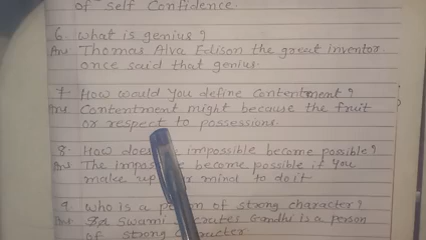 of self Confidence.
6. What is genius?
Ans Thomas Alva Edison the great inventor
once said that genius.
7. How would you define Contentment?
Ans Contentment might because the fruit
or respect to possessions
8. How does impossible become possible?
Ans The become possible if you
make up mind to do it
9. Who is a of strong character?
Ans Swami Gandhi is a person
of strong